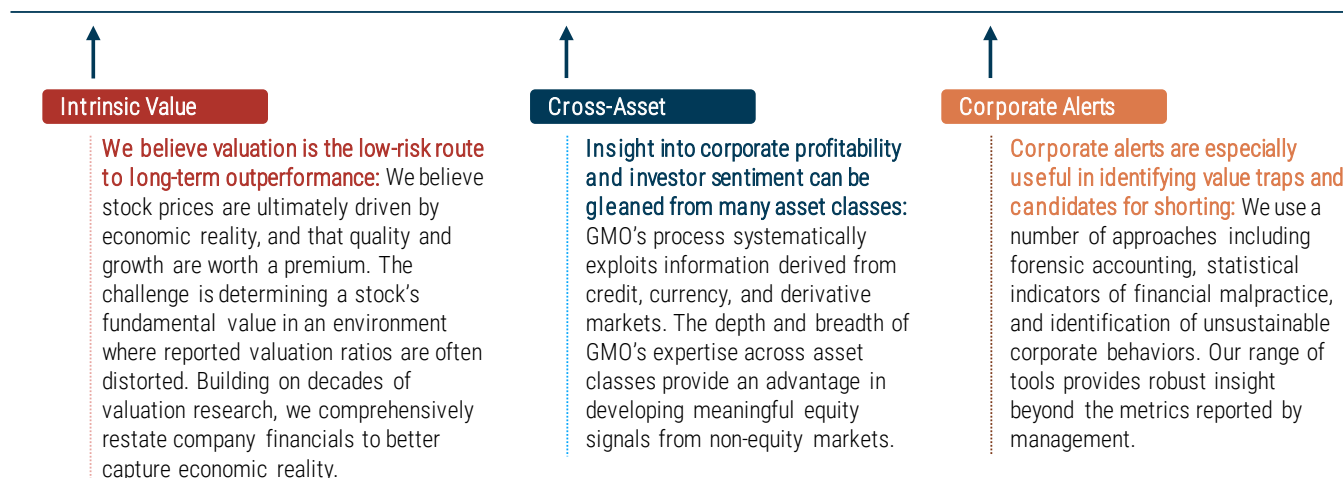 Intrinsic Value
We believe valuation is the low-risk route
to long-term outperformance: We believe
stock prices are ultimately driven by
economic reality, and that quality and
growth are worth a premium. The
challenge is determining a stock’s
fundamental value in an environment
where reported valuation ratios are often
distorted. Building on decades of
valuation research, we comprehensively
restate company financials to better
capture economic reality.
Cross-Asset
Insight into corporate profitability
and investor sentiment can be
gleaned from many asset classes:
GMO’s process systematically
exploits information derived from
credit, currency, and derivative
markets. The depth and breadth of
GMO’s expertise across asset
classes provide an advantage in
developing meaningful equity
signals from non-equity markets.
Corporate Alerts
Corporate alerts are especially
useful in identifying value traps and
candidates for shorting: We use a
number of approaches including
forensic accounting, statistical
indicators of financial malpractice,
and identification of unsustainable
corporate behaviors. Our range of
tools provides robust insight
beyond the metrics reported by
management.